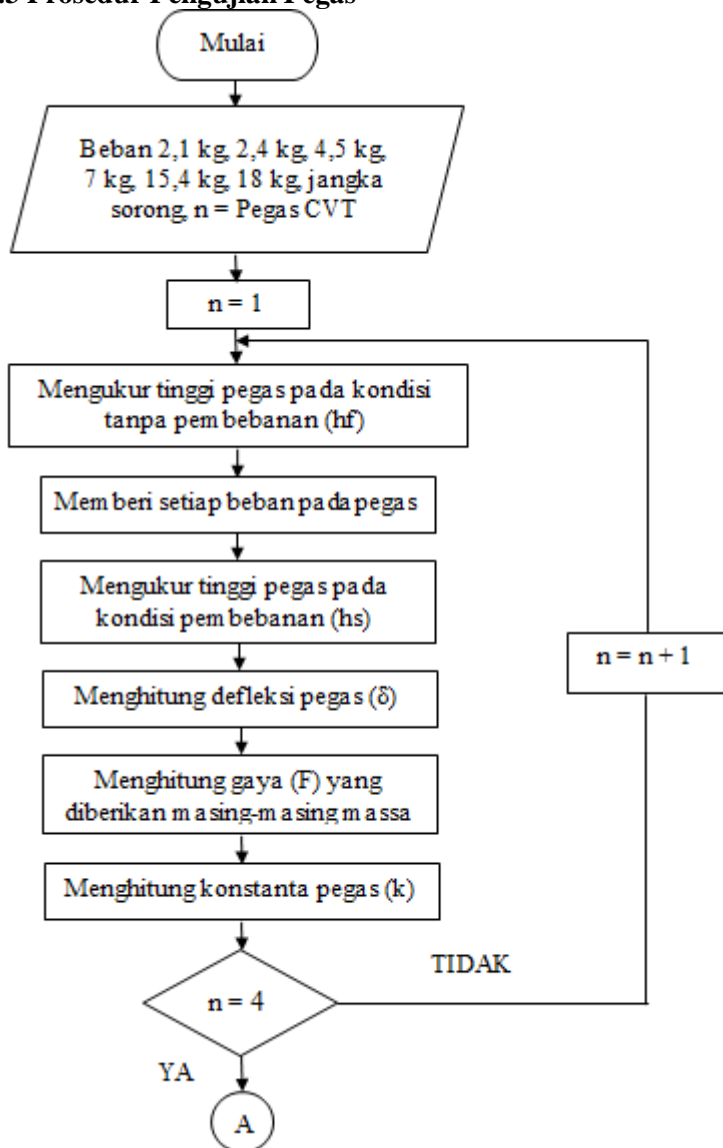 .3 Prosedur Pengujian Pegas
Mulai
Beban 2,1 kg, 2,4 kg, 4,5 kg,
7 kg, 15,4 kg, 18 kg, jangka
sorong, n = Pegas CVT
n = 1
Mengukur tinggi pegas pada kondisi
tanpa pembebanan (hf)
Memberi setiap beban pada pegas
Mengukur tinggi pegas pada
kondisi pembebanan (hs)
n = n + 1
Menghitung defleksi pegas (δ)
Menghitung gaya (F) yang
diberikan masing-masing massa
Menghitung konstanta pegas (k)
TIDAK
n = 4
YA
A